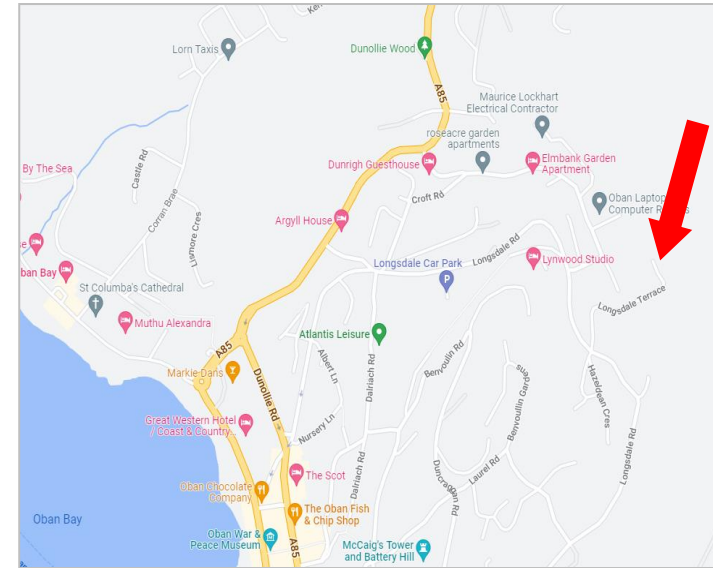 Ken
Lorn Taxis
Dunollie Wood
A85
Maurice Lockhart
Electrical Contractor
roseacre garden
apartments
By The Sea
Castle Rd
Dunrigh Guesthouse
Elmbank Garden
Apartment
Croft Rd
Oban Laptop
Computer R
Corran Brae
Lismore Cres
Argyll House
Longsdale Rd
Longsdale Car Park
P
Lynwood Studio
se
ban Bay
St Columba's Cathedral
Longsdale Terrace
Muthu Alexandra
Atlantis Leisure
A85
Albert Ln
Dalriach Rd
Benvoulin Rd
Markie Dans
Dunollie Rd
Benvoullin Gardens
Hazeldean Cres
Great Western Hotel
/ Coast & Country...
Nursery Ln
Longsdale Rd
Dalriach Rd
Duncraggan Rd
Laurel Rd
The Scot
Oban Chocolate
Company
The Oban Fish
& Chip Shop
Oban Bay
Oban War &
Peace Museum
A85
McCaig's Tower
and Battery Hill